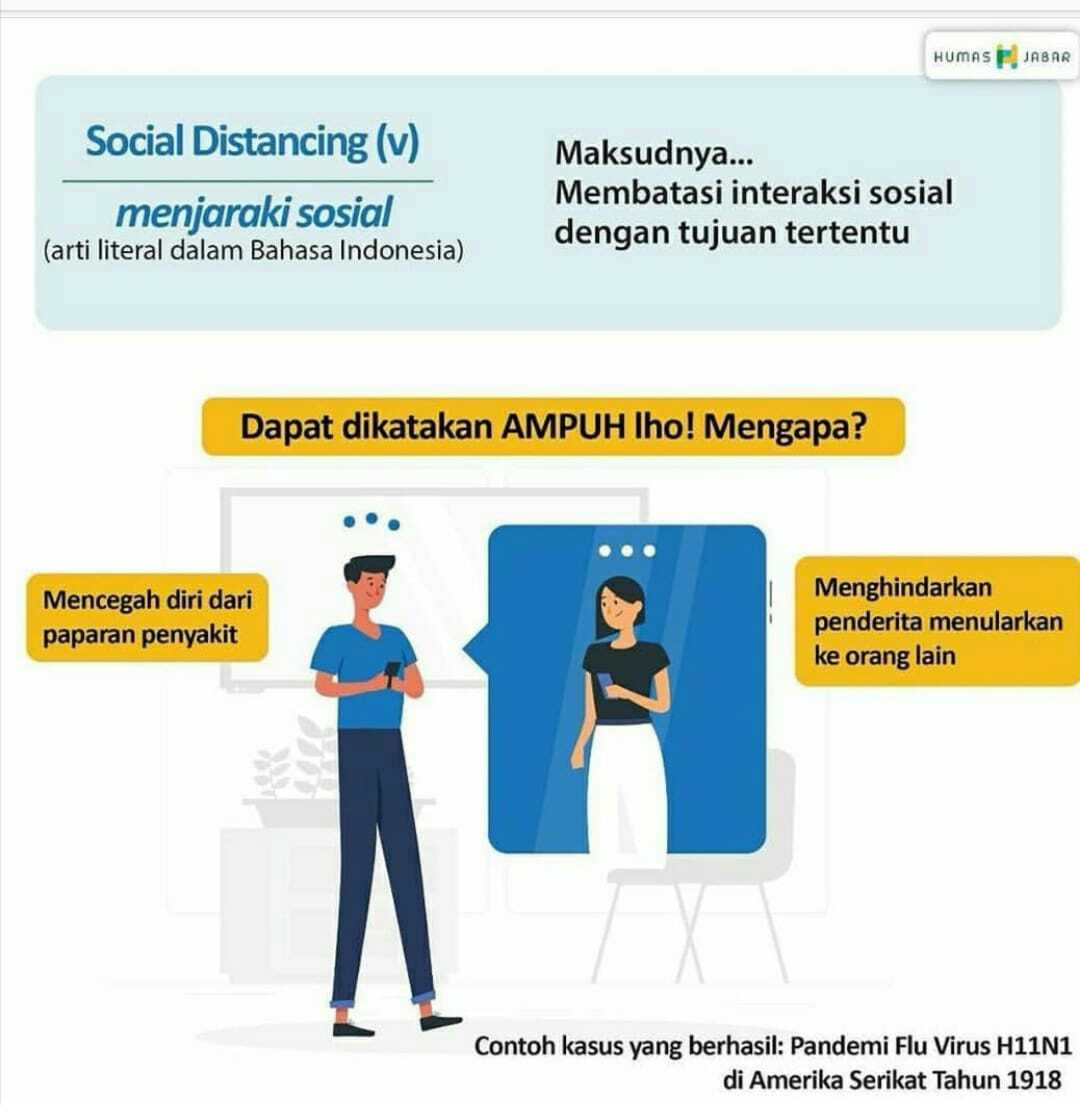 HUMAS JABAR
Social Distancing (v)
menjaraki sosial
(arti literal dalam Bahasa Indonesia)
Maksudnya...
Membatasi interaksi sosial
dengan tujuan tertentu
Dapat dikatakan AMPUH lho! Mengapa?
Mencegah diri dari
paparan penyakit
Menghindarkan
penderita menularkan
ke orang lain
Contoh kasus yang berhasil: Pandemi Flu Virus H11N1
di Amerika Serikat Tahun 1918